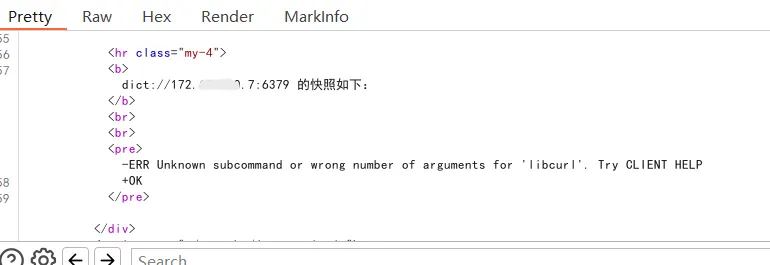 Pretty Raw Hex Render MarkInfo
55
56 <hr class="my-4">
57 <b>
dict://172. .7:6379 的快照如下:
</b>
<br>
<br>
<pre>
-ERR Unknown subcommand or wrong number of arguments for 'libcurl'. Try CLIENT HELP
58 +OK
59 </pre>
</div>
Search